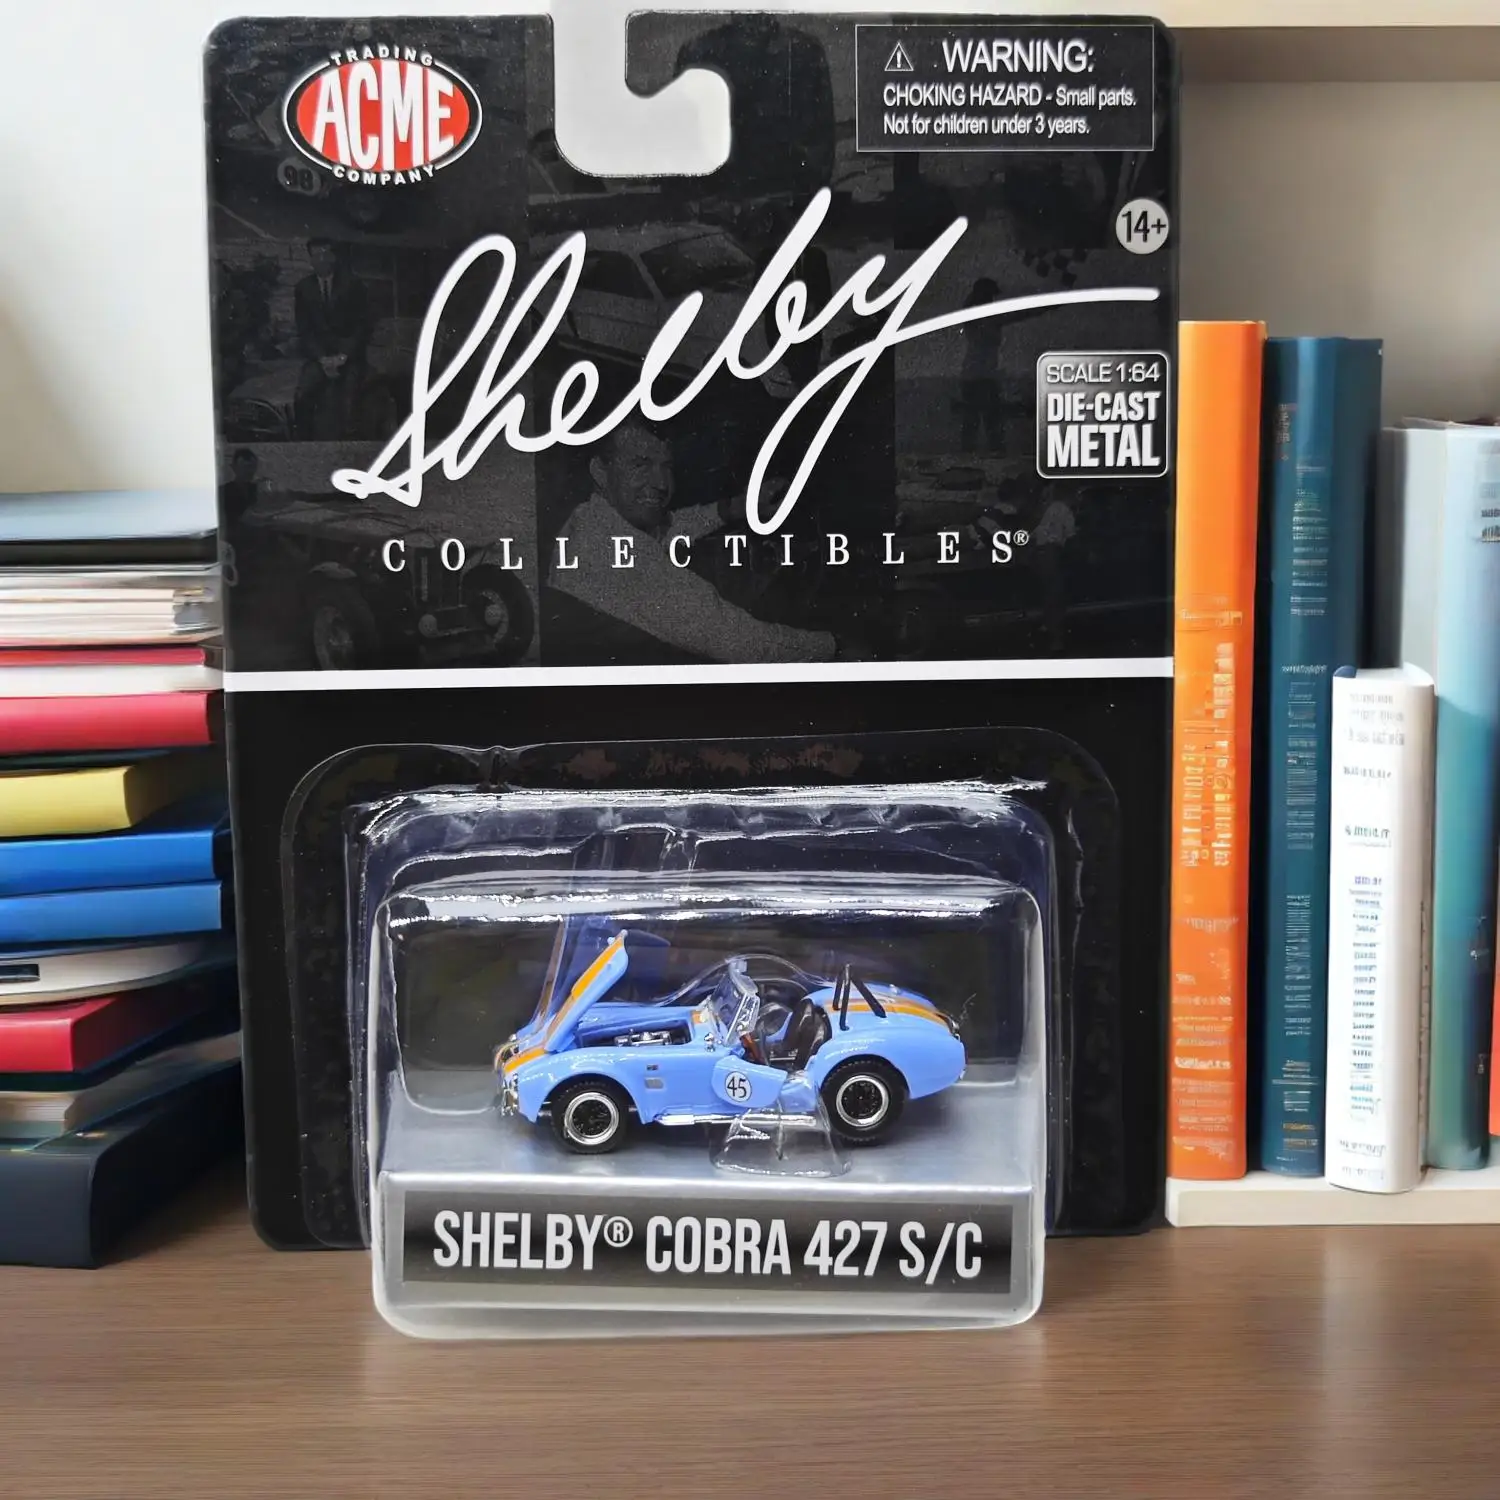 TRADING
ACME
COMPANY
WARNING:
CHOKING HAZARD - Small parts.
Not for children under 3 years.
14+
Shelby
COLLECTIBLES®
SCALE 1:64
DIE-CAST
METAL
98
45
SHELBY® COBRA 427 S/C